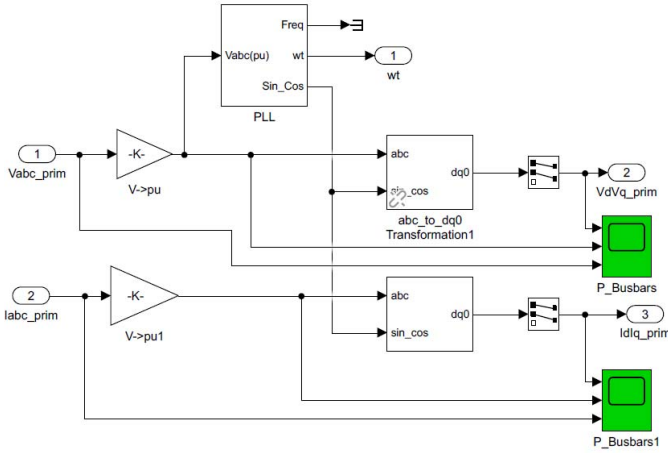 Freq
Vabc(pu)
wt
Sin_Cos
PLL
1
wt
1
Vabc_prim
-K-
V->pu
abc
dq0
sin_cos
abc_to_dq0
Transformation1
2
VdVq_prim
P_Busbars
2
Iabc_prim
-K-
V->pu1
abc
dq0
sin_cos
3
IdIq_prim
P_Busbars1